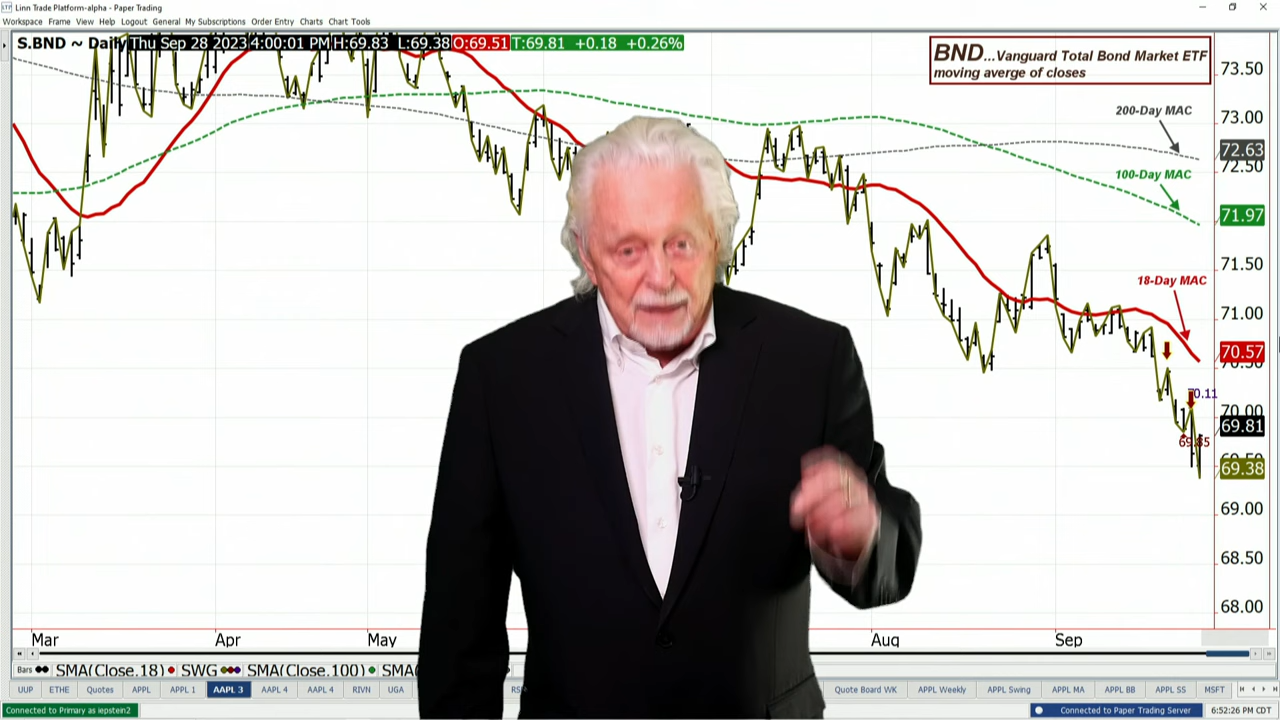 Linn Trade Platform-alpha - Paper Trading
Workspace Frame View Help Logout General My Subscriptions Order Entry Charts Chart Tools
S.BND ~ Daily Thu Sep 28 2023 4:00:01 PM H:69.83 L:69.38 O:69.51 T:69.81 +0.18 +0.26%
BND...Vanguard Total Bond Market ETF
moving averge of closes
73.50
200-Day MAC
73.00
72.63
72.50
100-Day MAC
71.97
71.50
18-Day MAC
71.00
70.57
70.50
70.11
70.00
69.81
69.38
69.00
68.50
68.00
Mar Apr May Aug Sep
Bars SMA(Close,18) SWG SMA(Close,100) SMA
UUP ETHE Quotes APPL APPL 1 AAPL 3 AAPL 4 AAPL 4 RIVN UGA Quote Board WK APPL Weekly APPL Swing APPL MA APPL BB APPL SS MSFT
Connected to Primary as iepstein2 Connected to Paper Trading Server 6:52:26 PM CDT